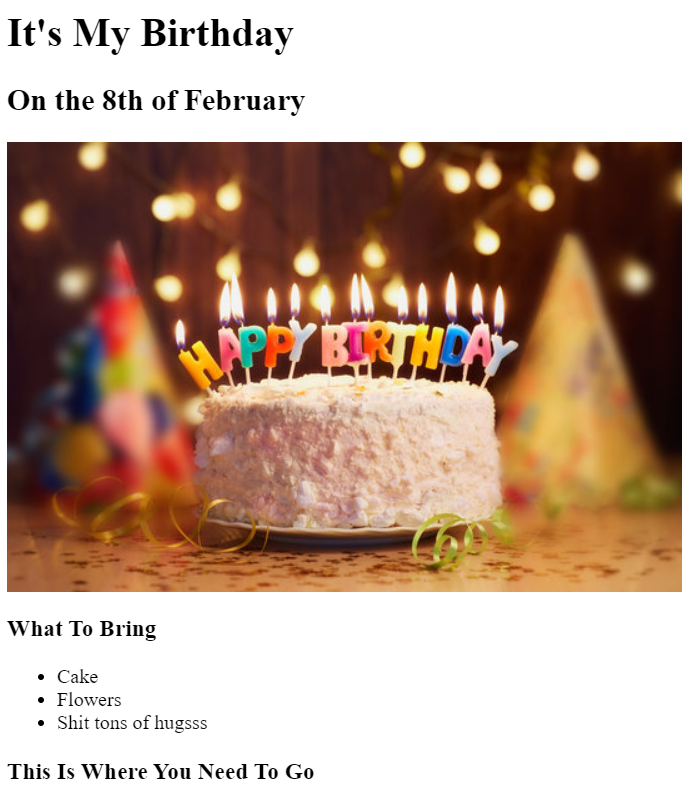 It's My Birthday
On the 8th of February
HAPPY BIRTHDAY
What To Bring
Cake
Flowers
Shit tons of hugsss
This Is Where You Need To Go